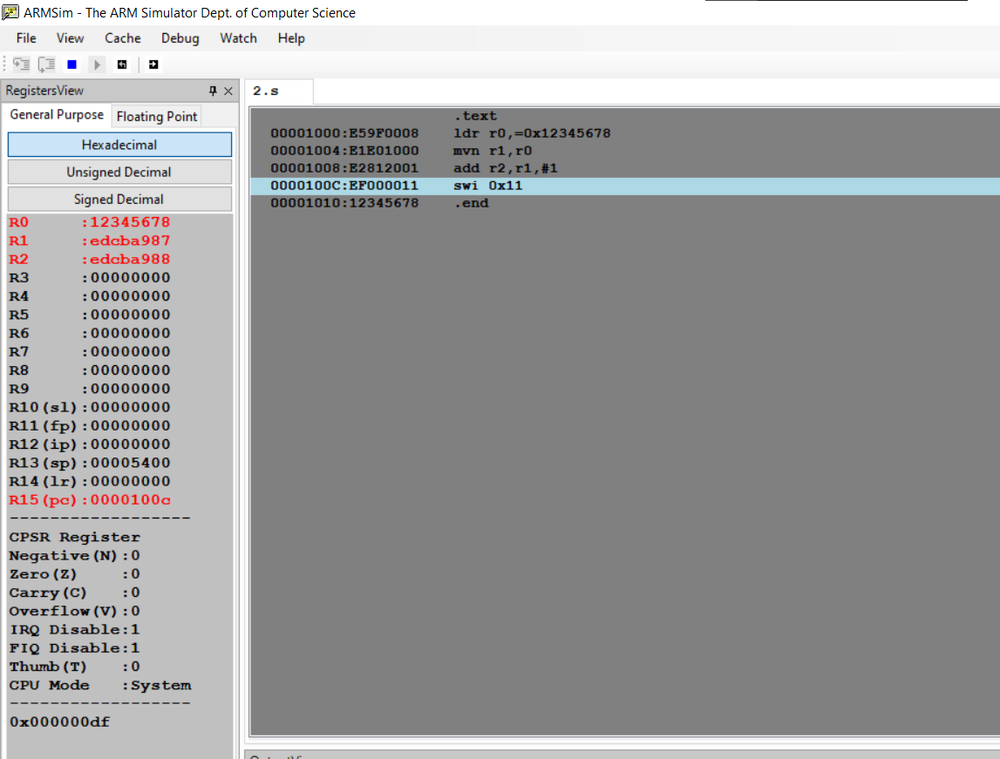 ARMSim - The ARM Simulator Dept. of Computer Science
File View Cache Debug Watch Help
RegistersView
General Purpose Floating Point
Hexadecimal
Unsigned Decimal
Signed Decimal
R0 :12345678
R1 :edcba987
R2 :edcba988
R3 :00000000
R4 :00000000
R5 :00000000
R6 :00000000
R7 :00000000
R8 :00000000
R9 :00000000
R10(sl):00000000
R11(fp):00000000
R12(ip):00000000
R13(sp):00005400
R14(lr):00000000
R15(pc):0000100c
------------------
CPSR Register
Negative(N):0
Zero(Z) :0
Carry(C) :0
Overflow(V):0
IRQ Disable:1
FIQ Disable:1
Thumb(T) :0
CPU Mode :System
------------------
0x000000df
2.s
.text
00001000:E59F0008 ldr r0,=0x12345678
00001004:E1E01000 mvn r1,r0
00001008:E2812001 add r2,r1,#1
0000100C:EF000011 swi 0x11
00001010:12345678 .end